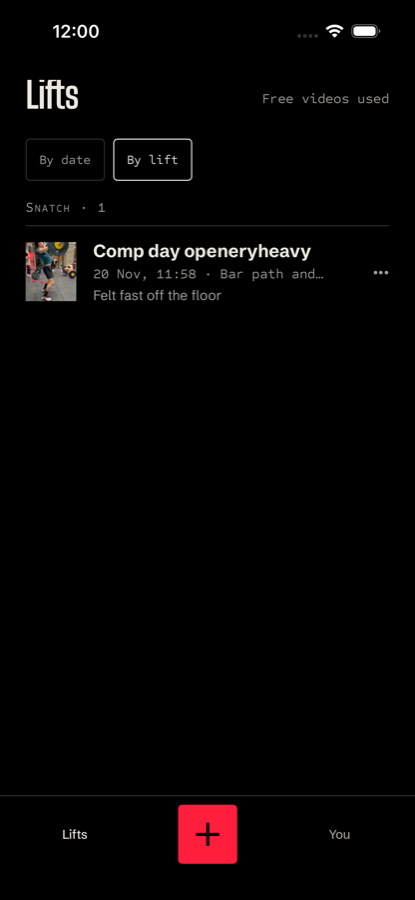 12:00
Lifts
Free videos used
By date
By lift
Snatch · 1
Comp day openeryheavy
20 Nov, 11:58 · Bar path and…
Felt fast off the floor
Lifts
You